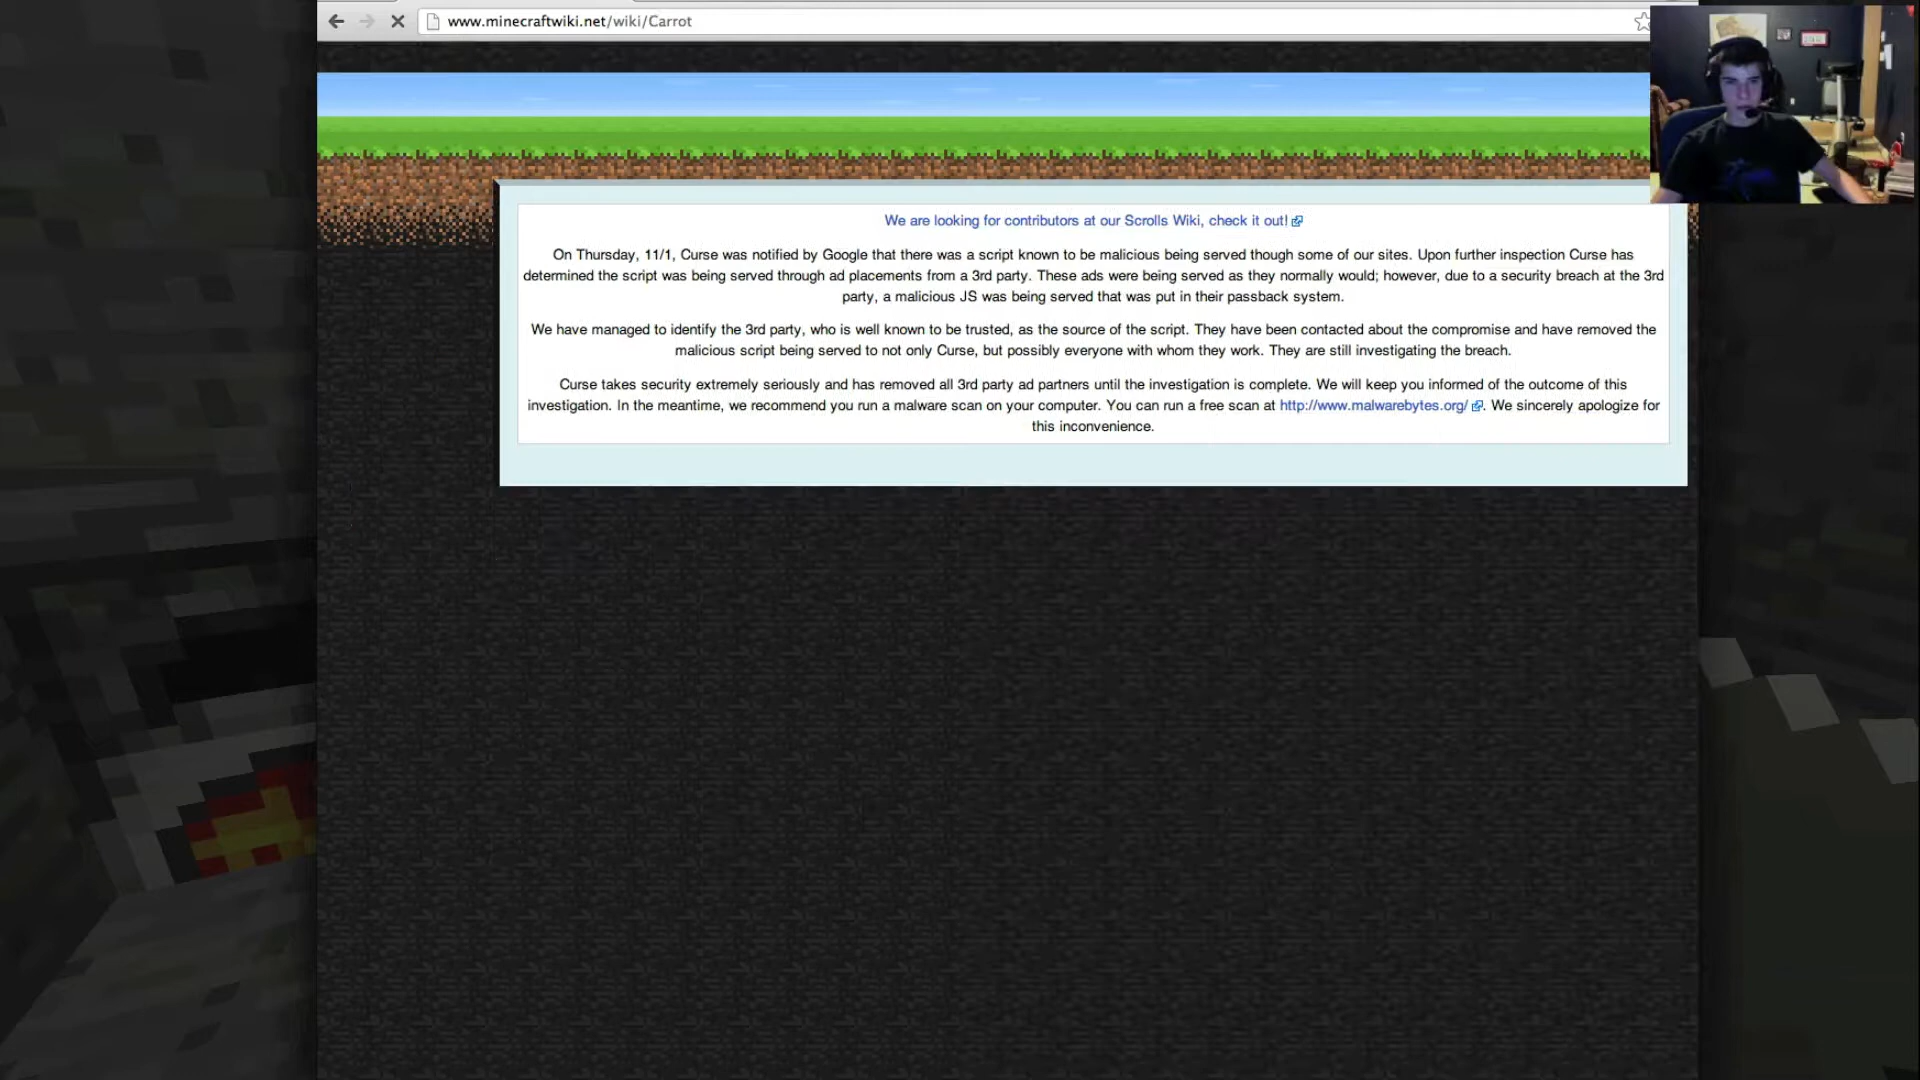 www.minecraftwiki.net/wiki/Carrot
We are looking for contributors at our Scrolls Wiki, check it out!
On Thursday, 11/1, Curse was notified by Google that there was a script known to be malicious being served though some of our sites. Upon further inspection Curse has
determined the script was being served through ad placements from a 3rd party. These ads were being served as they normally would; however, due to a security breach at the 3rd
party, a malicious JS was being served that was put in their passback system.
We have managed to identify the 3rd party, who is well known to be trusted, as the source of the script. They have been contacted about the compromise and have removed the
malicious script being served to not only Curse, but possibly everyone with whom they work. They are still investigating the breach.
Curse takes security extremely seriously and has removed all 3rd party ad partners until the investigation is complete. We will keep you informed of the outcome of this
investigation. In the meantime, we recommend you run a malware scan on your computer. You can run a free scan at http://www.malwarebytes.org/ . We sincerely apologize for
this inconvenience.